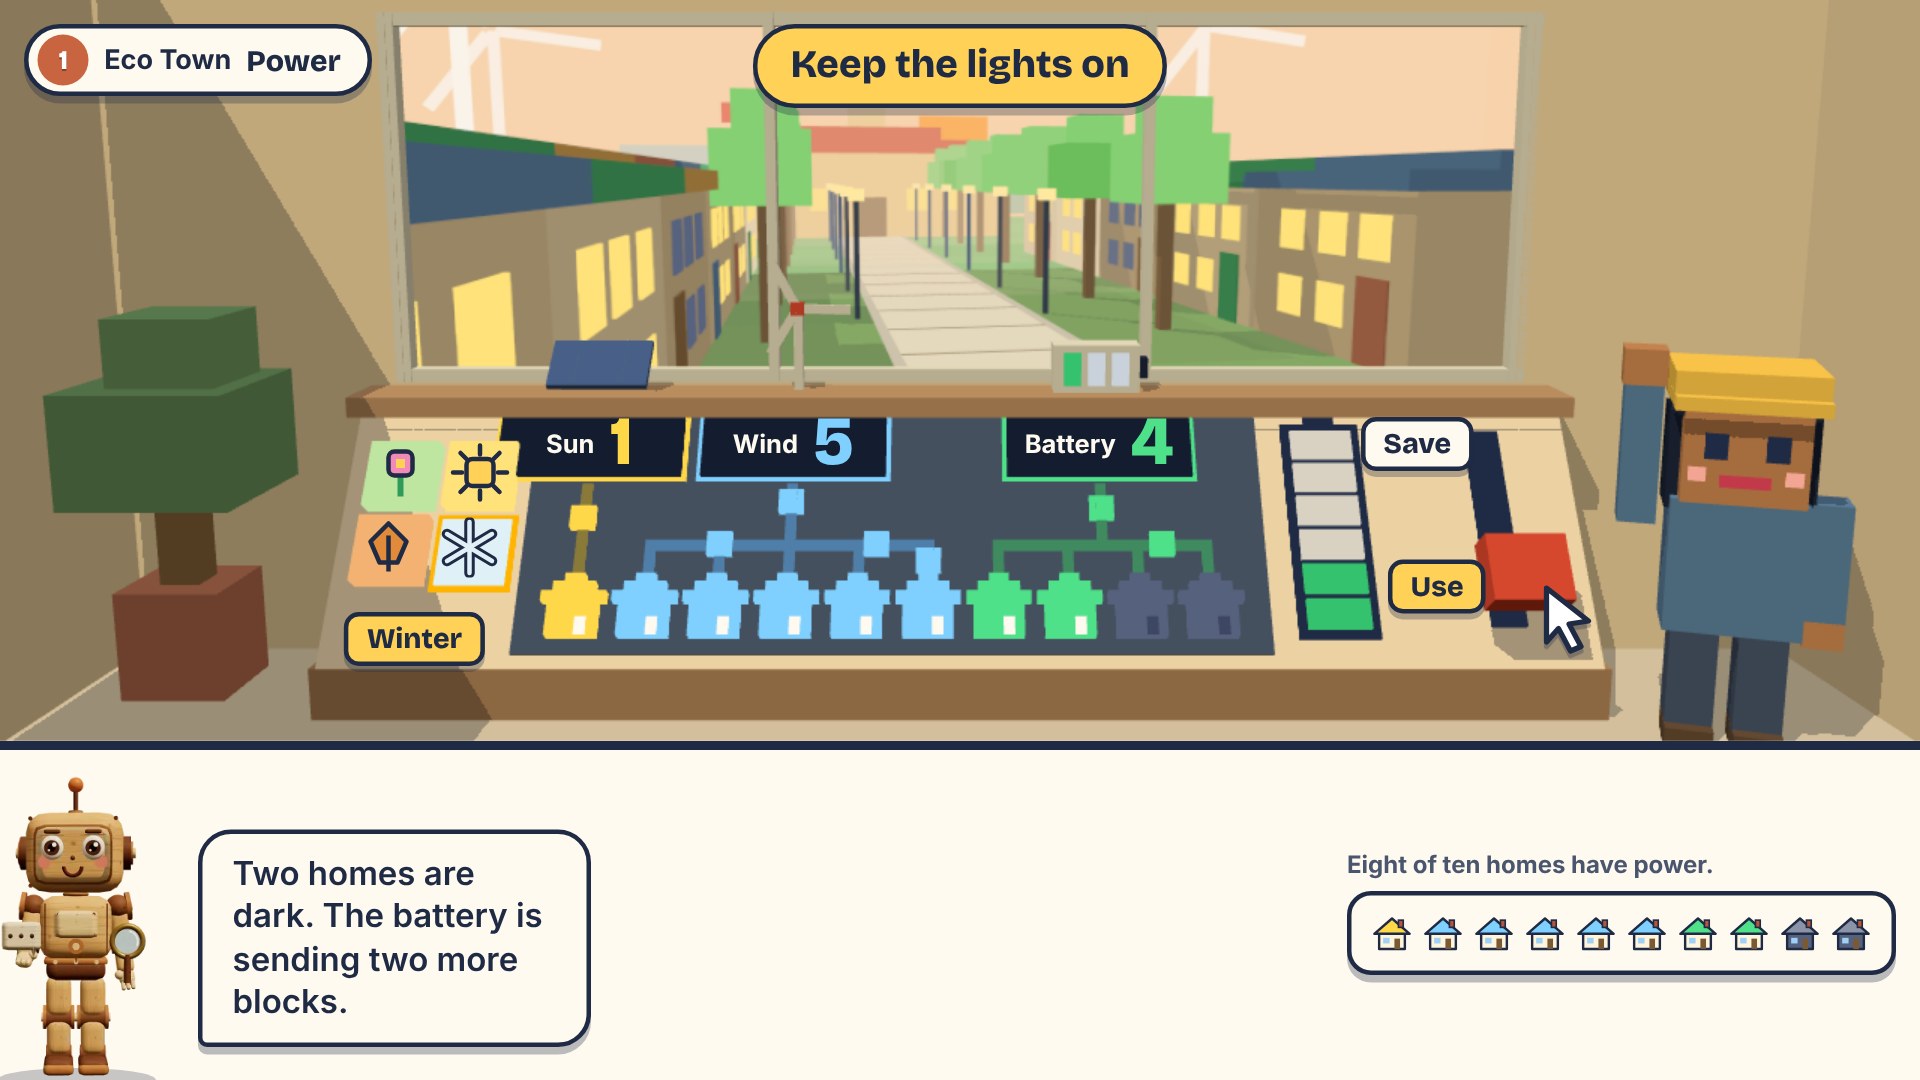 1 Eco Town Power
Keep the lights on
Sun 1
Wind 5
Battery 4
Save
Use
Winter
Two homes are
dark. The battery is
sending two more
blocks.
Eight of ten homes have power.